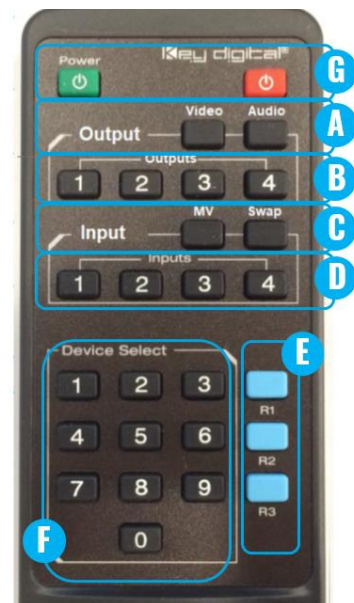 Power Key digital® G
Video Audio A
Output
Outputs B
1 2 3 4
MV Swap C
Input
Inputs D
1 2 3 4
Device Select E
1 2 3
R1
4 5 6
R2
7 8 9
R3
F 0